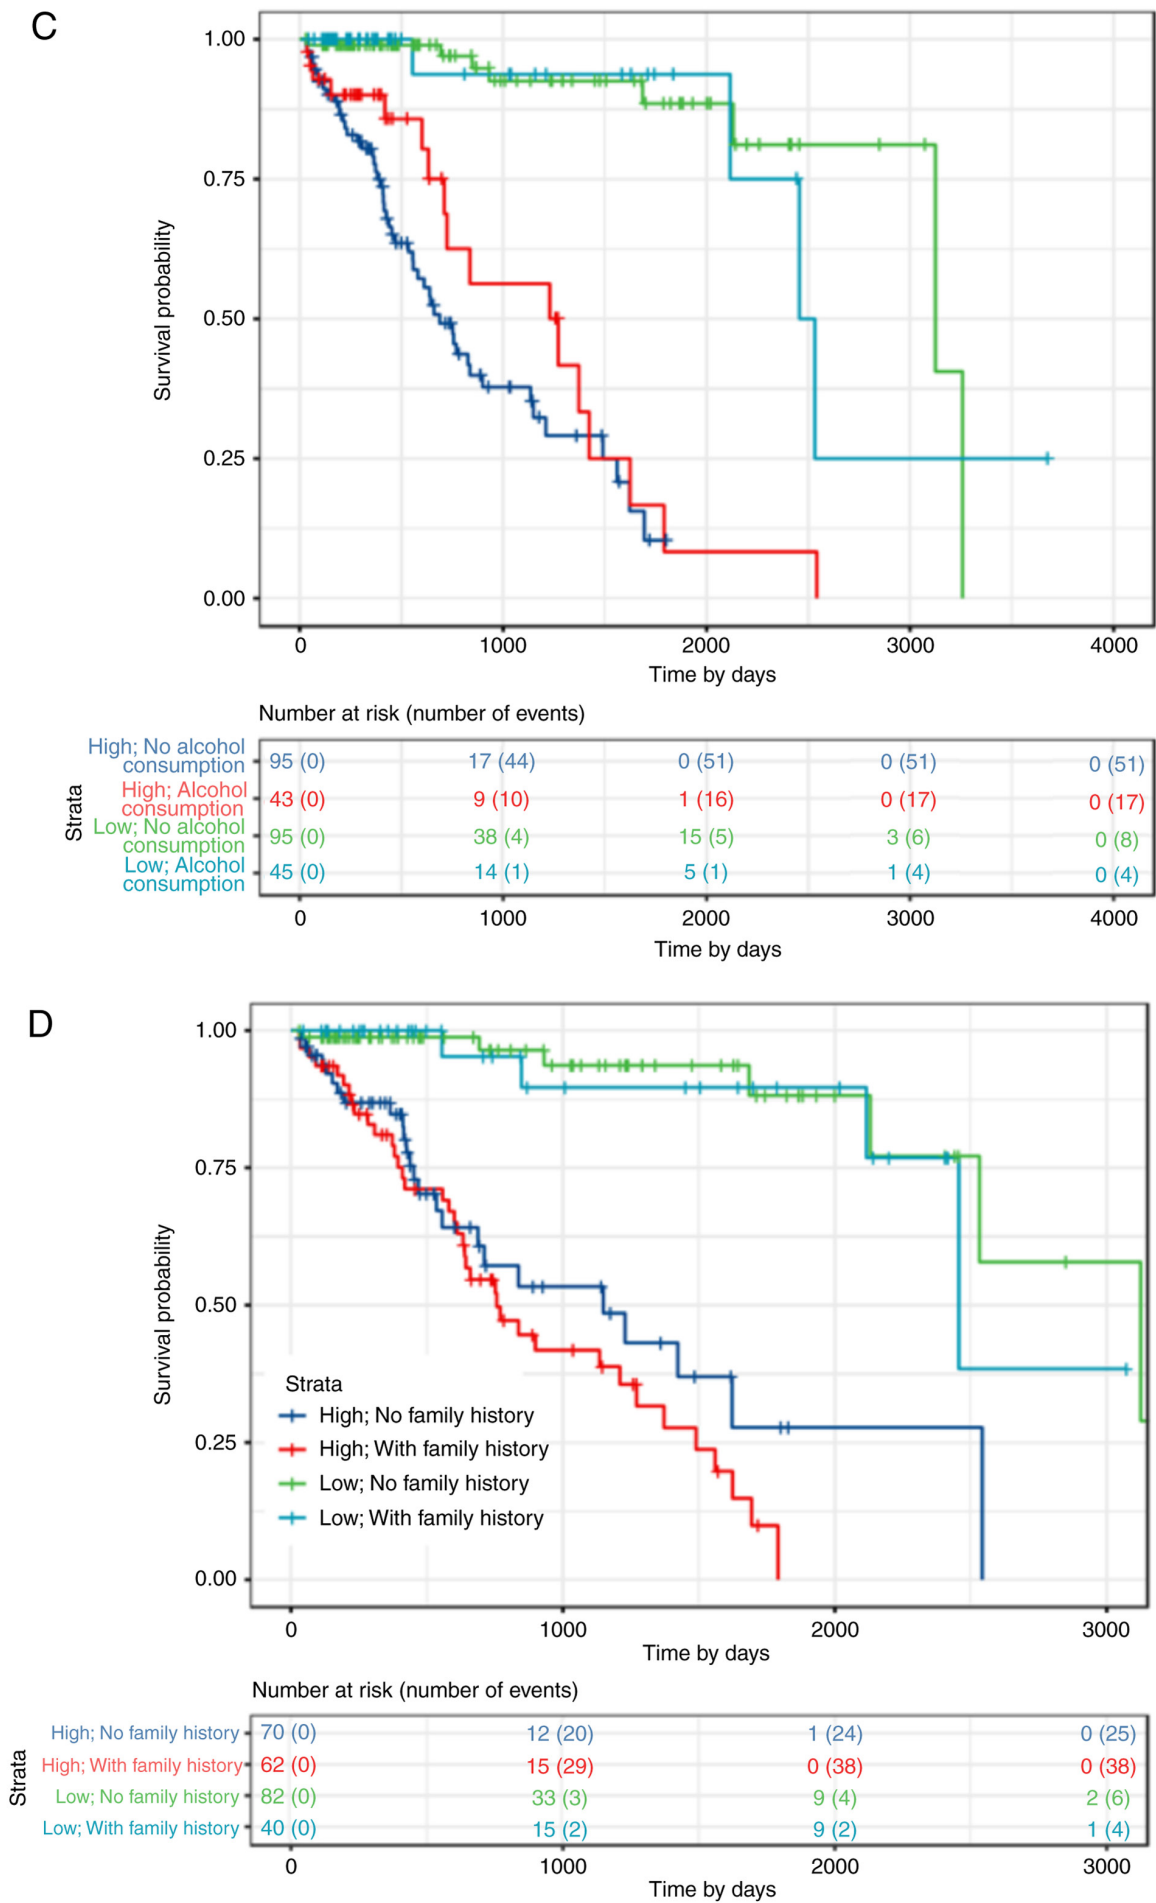 C
1.00
0.75
0.50
0.25
0.00
Survival probability
0 1000 2000 3000 4000
Time by days
Number at risk (number of events)
Strata
High; No alcohol
consumption 95 (0) 17 (44) 0 (51) 0 (51) 0 (51)
High; Alcohol
consumption 43 (0) 9 (10) 1 (16) 0 (17) 0 (17)
Low; No alcohol
consumption 95 (0) 38 (4) 15 (5) 3 (6) 0 (8)
Low; Alcohol
consumption 45 (0) 14 (1) 5 (1) 1 (4) 0 (4)
0 1000 2000 3000 4000
Time by days
D
1.00
0.75
0.50
0.25
0.00
Survival probability
Strata
High; No family history
High; With family history
Low; No family history
Low; With family history
0 1000 2000 3000
Time by days
Number at risk (number of events)
Strata
High; No family history 70 (0) 12 (20) 1 (24) 0 (25)
High; With family history 62 (0) 15 (29) 0 (38) 0 (38)
Low; No family history 82 (0) 33 (3) 9 (4) 2 (6)
Low; With family history 40 (0) 15 (2) 9 (2) 1 (4)
0 1000 2000 3000
Time by days